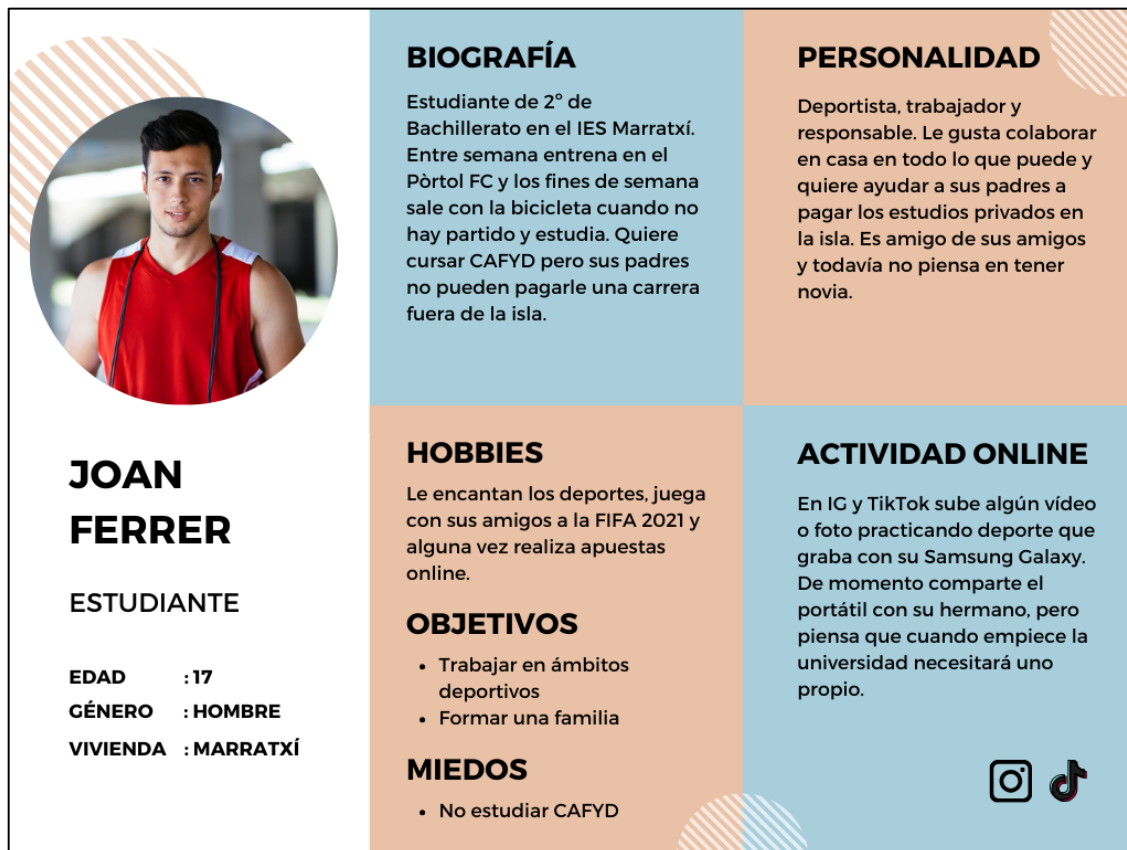 JOAN
FERRER
ESTUDIANTE
EDAD : 17
GÉNERO : HOMBRE
VIVIENDA : MARRATXÍ
BIOGRAFÍA
Estudiante de 2º de
Bachillerato en el IES Marratxí.
Entre semana entrena en el
Pòrtol FC y los fines de semana
sale con la bicicleta cuando no
hay partido y estudia. Quiere
cursar CAFYD pero sus padres
no pueden pagarle una carrera
fuera de la isla.
PERSONALIDAD
Deportista, trabajador y
responsable. Le gusta colaborar
en casa en todo lo que puede y
quiere ayudar a sus padres a
pagar los estudios privados en
la isla. Es amigo de sus amigos
y todavía no piensa en tener
novia.
HOBBIES
Le encantan los deportes, juega
con sus amigos a la FIFA 2021 y
alguna vez realiza apuestas
online.
OBJETIVOS
• Trabajar en ámbitos
deportivos
• Formar una familia
MIEDOS
• No estudiar CAFYD
ACTIVIDAD ONLINE
En IG y TikTok sube algún vídeo
o foto practicando deporte que
graba con su Samsung Galaxy.
De momento comparte el
portátil con su hermano, pero
piensa que cuando empiece la
universidad necesitará uno
propio.